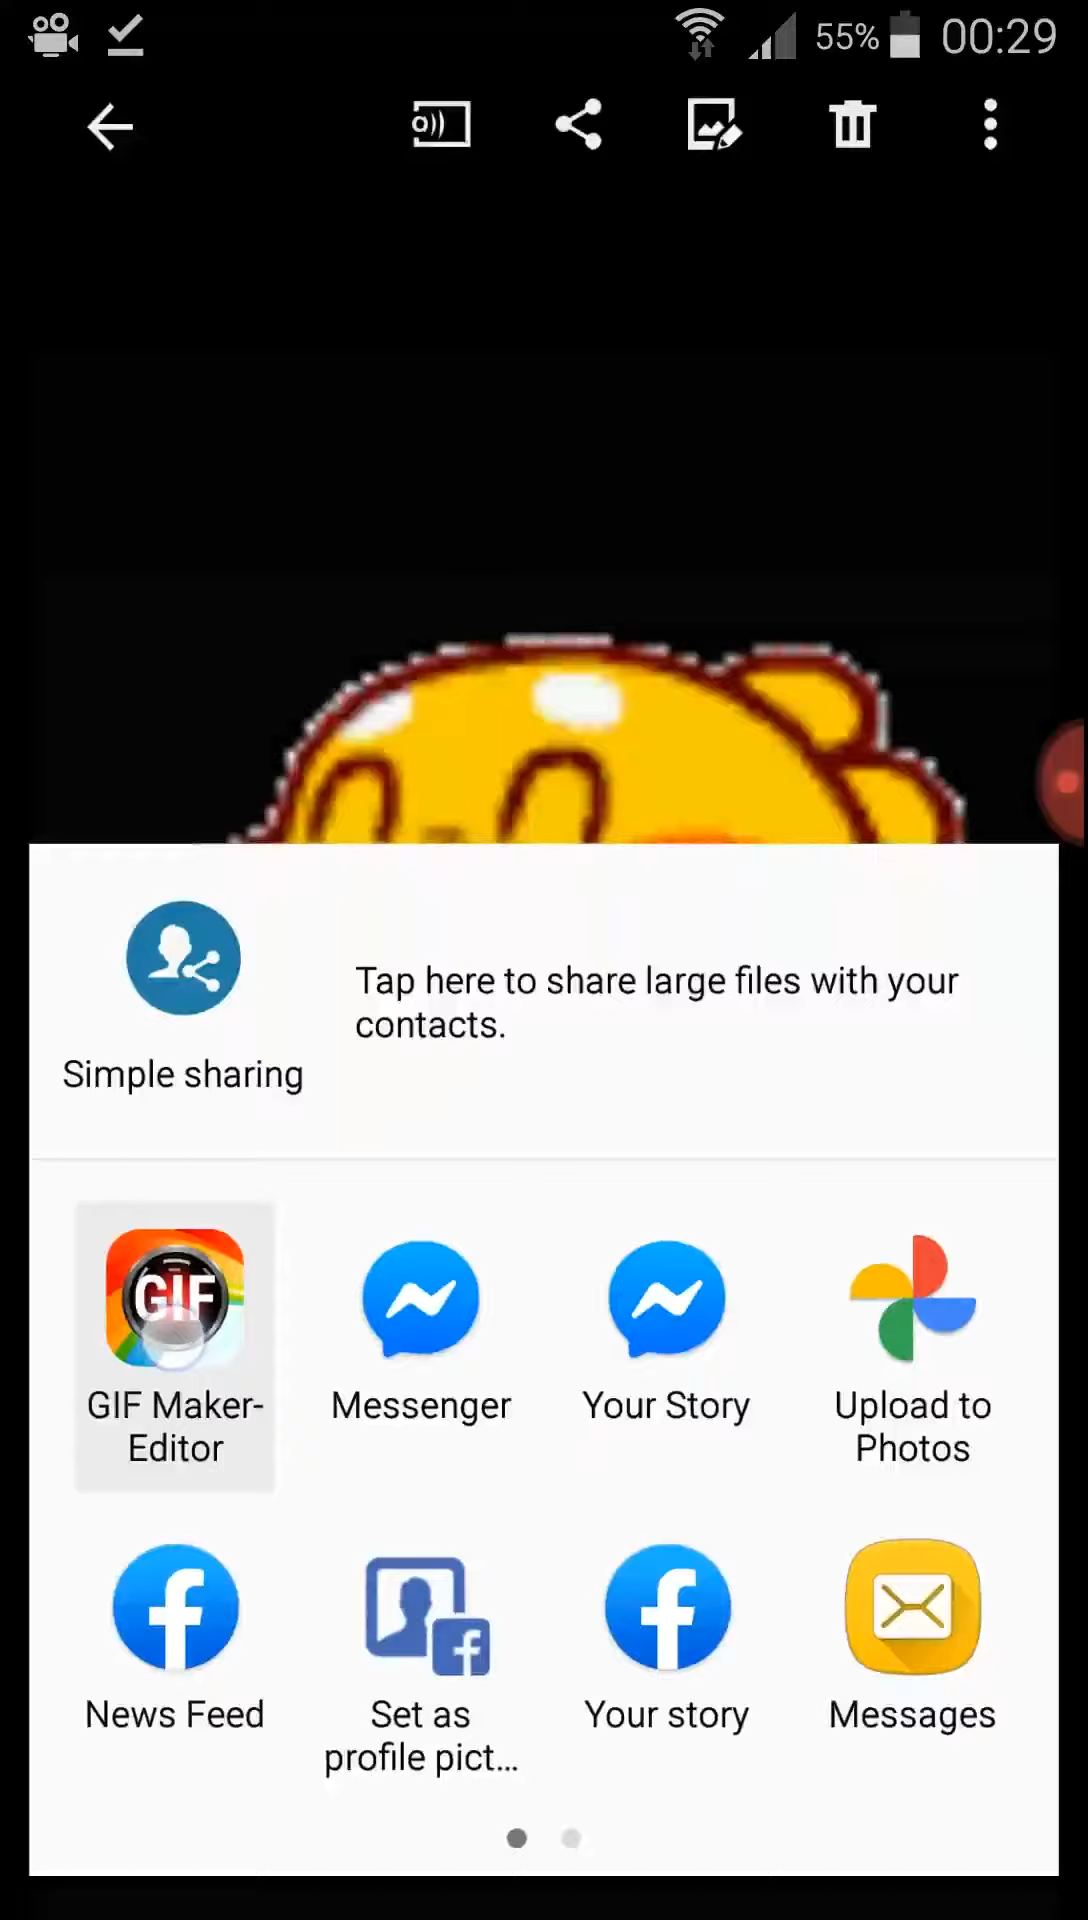 55% 00:29
Tap here to share large files with your
contacts.
Simple sharing
GIF
GIF Maker-
Editor
Messenger
Your Story
Upload to
Photos
News Feed
Set as
profile pict...
Your story
Messages